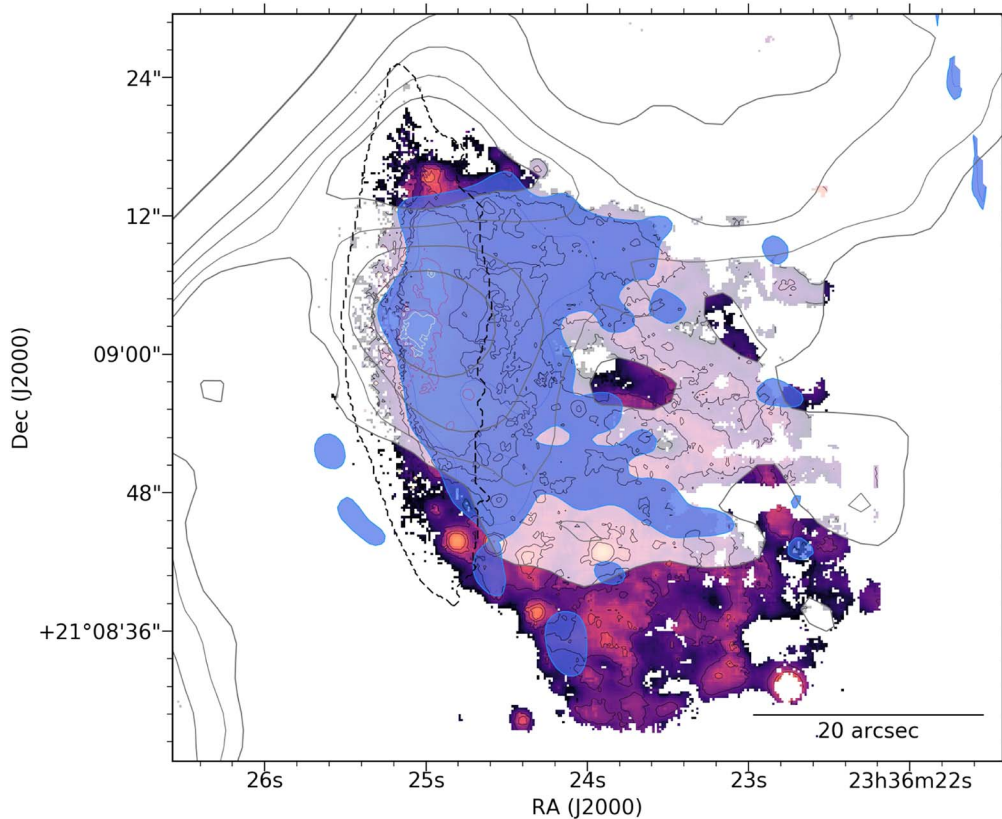 24"
12"
09'00"
48"
+21°08'36"
Dec (J2000)
20 arcsec
26s
25s
24s
23s
23h36m22s
RA (J2000)